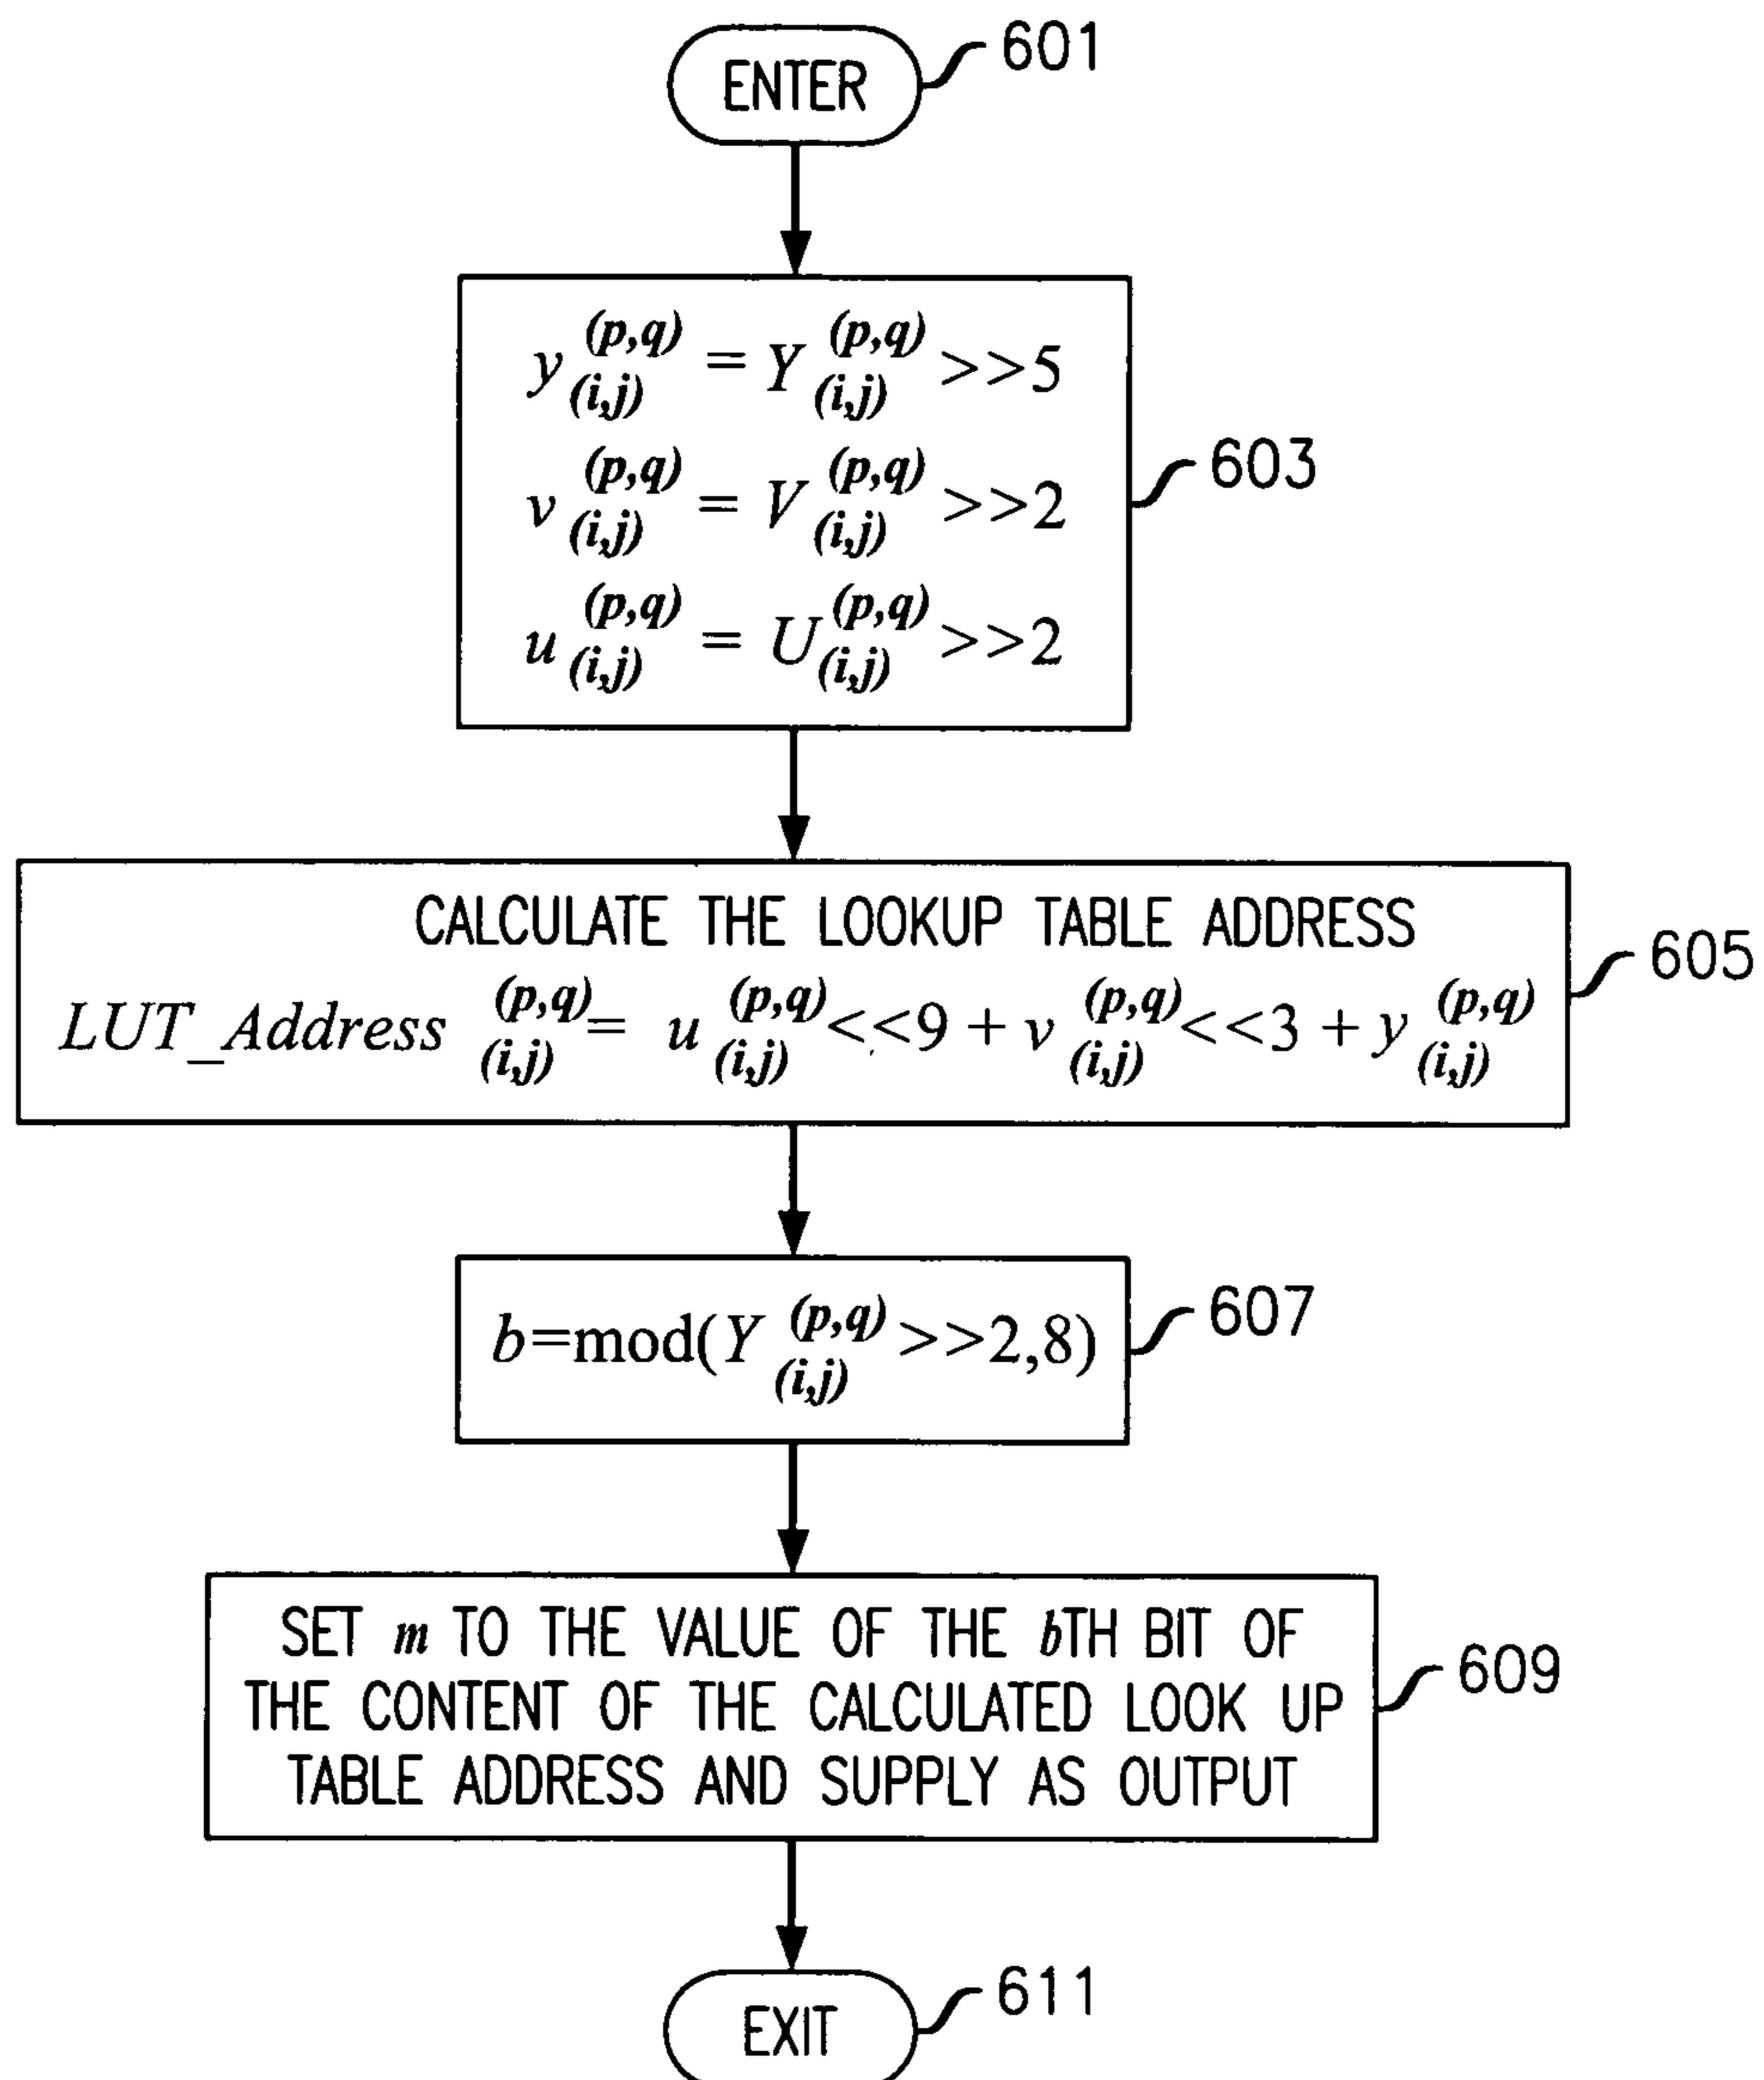 ENTER
601
y (p,q) (i,j) = Y (p,q) (i,j) >>5
v (p,q) (i,j) = V (p,q) (i,j) >>2
u (p,q) (i,j) = U (p,q) (i,j) >>2
603
CALCULATE THE LOOKUP TABLE ADDRESS
LUT_Address (p,q) (i,j) = u (p,q) (i,j) <<9 + v (p,q) (i,j) <<3 + y (p,q) (i,j)
605
b=mod(Y (p,q) (i,j) >>2,8)
607
SET m TO THE VALUE OF THE bTH BIT OF
THE CONTENT OF THE CALCULATED LOOK UP
TABLE ADDRESS AND SUPPLY AS OUTPUT
609
EXIT
611